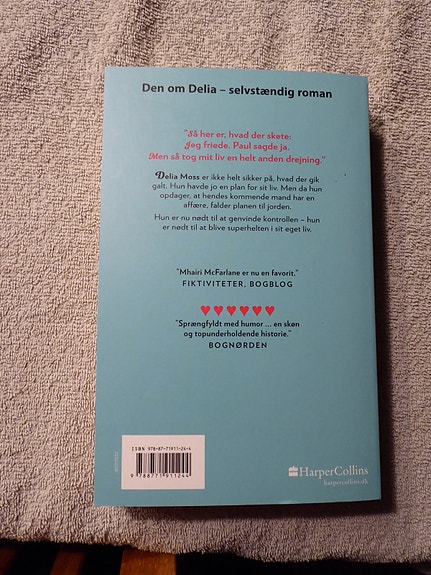 Den om Delia – selvstændig roman
"Så her er, hvad der skete:
Jeg friede. Paul sagde ja.
Men så tog mit liv en helt anden drejning."
Delia Moss er ikke helt sikker på, hvad der gik
galt. Hun havde jo en plan for sit liv. Men da hun
opdager, at hendes kommende mand har en
affære, falder planen til jorden.
Hun er nu nødt til at genvinde kontrollen – hun
er nødt til at blive superhelten i sit eget liv.
"Mhairi McFarlane er nu en favorit."
FIKTIVITETER, BOGBLOG
"Sprængfyldt med humor ... en skøn
og topunderholdende historie."
BOGNØRDEN
ISBN 978-87-71911-24-4
9 788771 911244
HarperCollins
harpercollins.dk